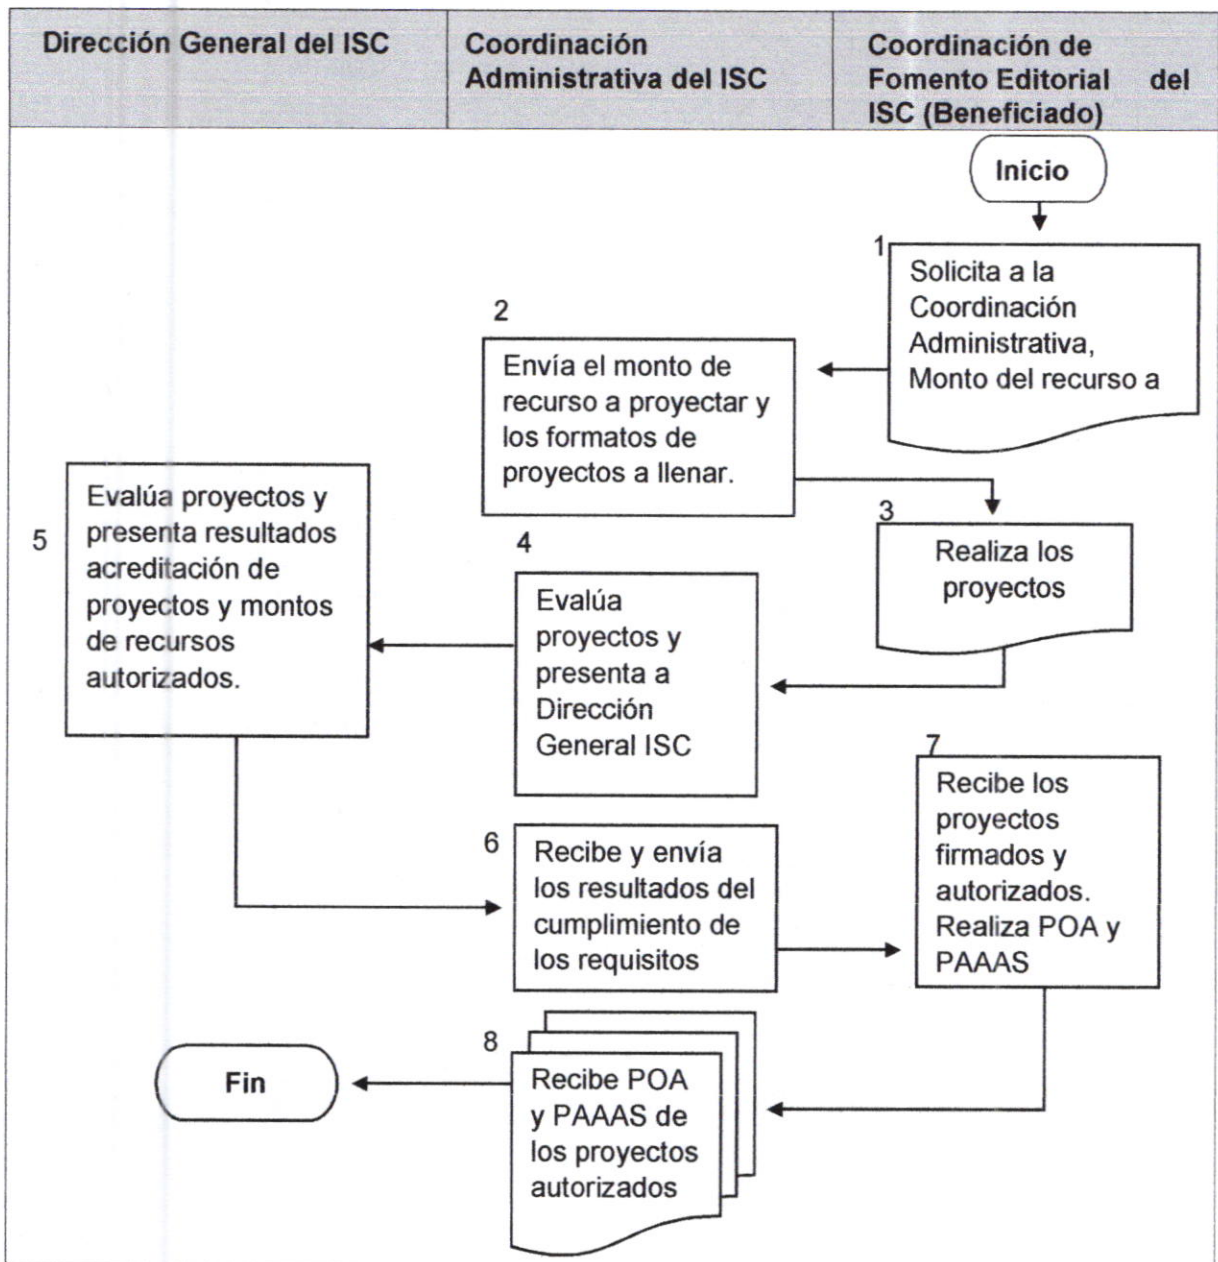 Dirección General del ISC
Coordinación
Administrativa del ISC
Coordinación de
Fomento Editorial del
ISC (Beneficiado)
Inicio
1
Solicita a la
Coordinación
Administrativa,
Monto del recurso a
2
Envía el monto de
recurso a proyectar y
los formatos de
proyectos a llenar.
3
Realiza los
proyectos
4
Evalúa
proyectos y
presenta a
Dirección
General ISC
5
Evalúa proyectos y
presenta resultados
acreditación de
proyectos y montos
de recursos
autorizados.
6
Recibe y envía
los resultados del
cumplimiento de
los requisitos
7
Recibe los
proyectos
firmados y
autorizados.
Realiza POA y
PAAAS
8
Recibe POA
y PAAAS de
los proyectos
autorizados
Fin